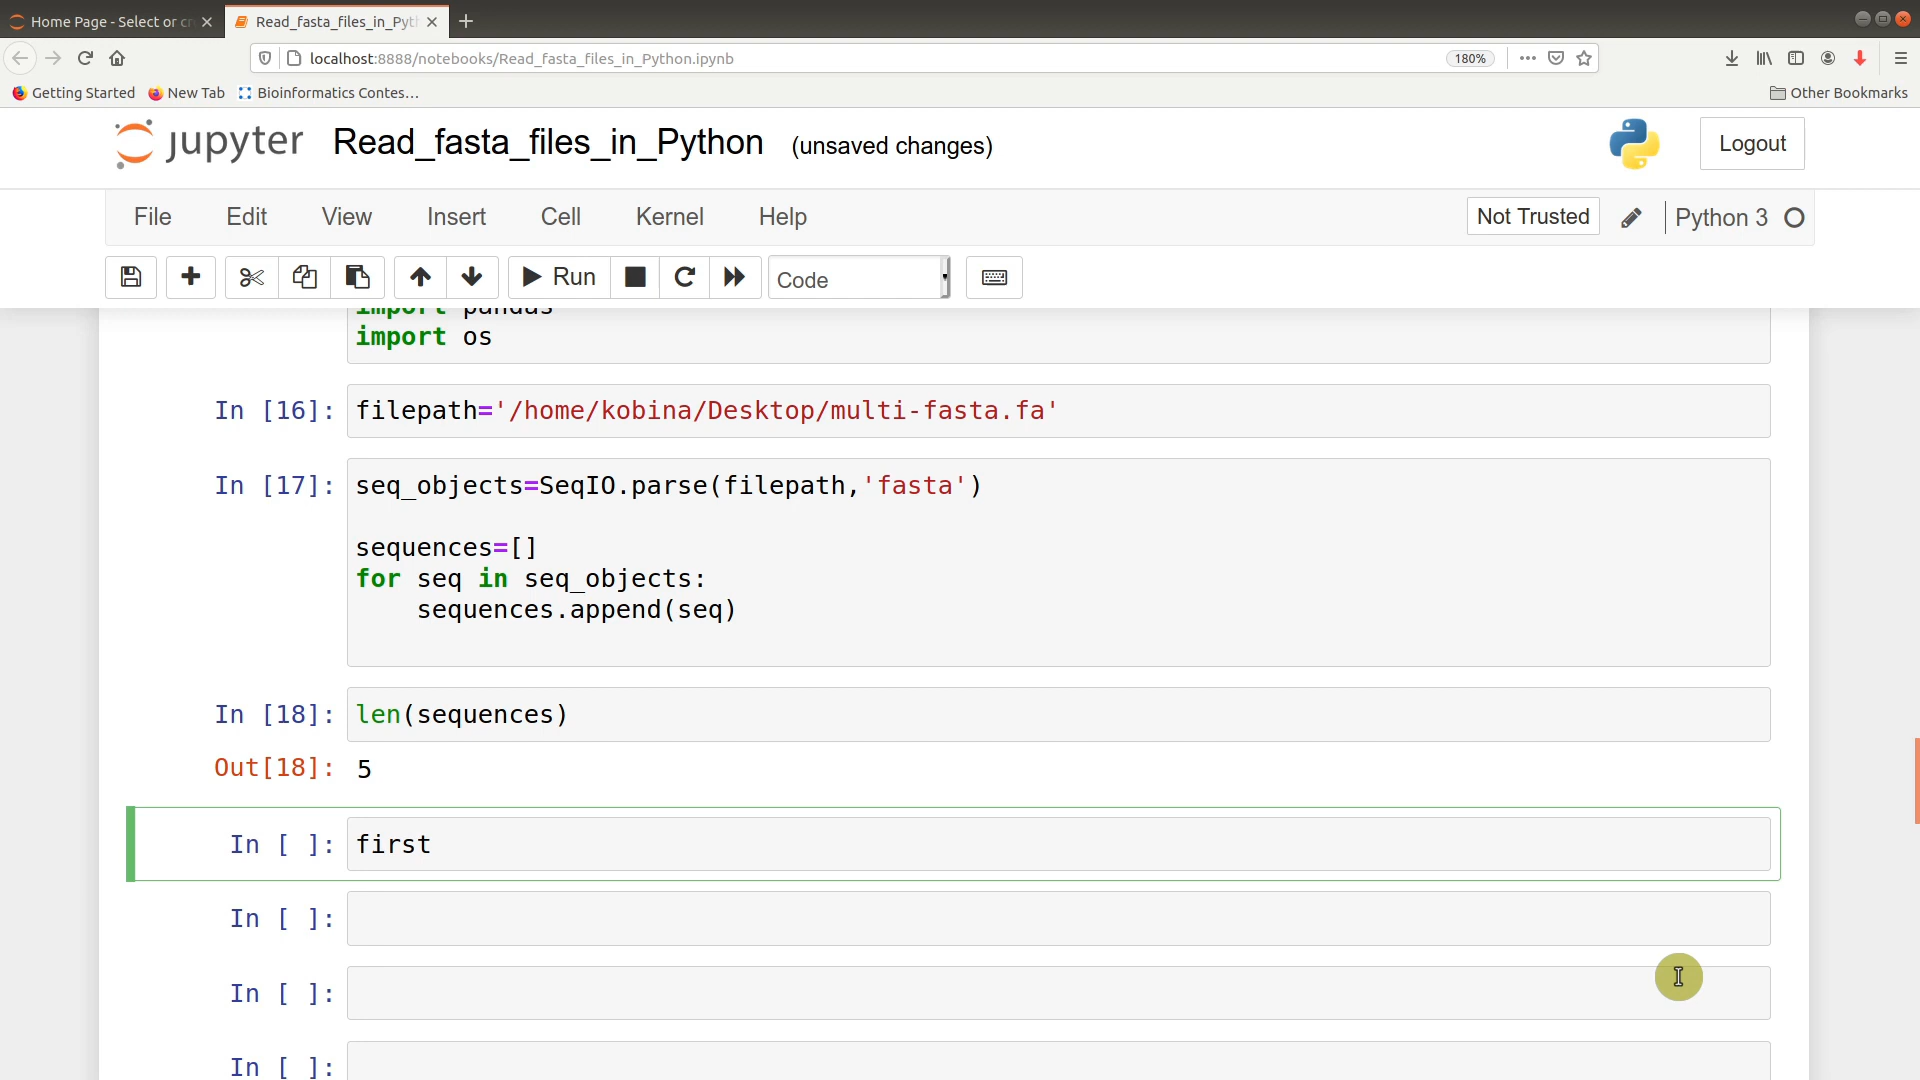 Home Page - Select or cr
Read_fasta_files_in_Pyt
localhost:8888/notebooks/Read_fasta_files_in_Python.ipynb
180%
Getting Started
New Tab
Bioinformatics Contes…
Other Bookmarks
jupyter Read_fasta_files_in_Python (unsaved changes)
Logout
File Edit View Insert Cell Kernel Help
Not Trusted
Python 3
Run
Code
import pandas
import os
In [16]: filepath='/home/kobina/Desktop/multi-fasta.fa'
In [17]: seq_objects=SeqIO.parse(filepath,'fasta')
sequences=[]
for seq in seq_objects:
    sequences.append(seq)
In [18]: len(sequences)
Out[18]: 5
In [ ]: first
In [ ]:
In [ ]:
In [ ]: